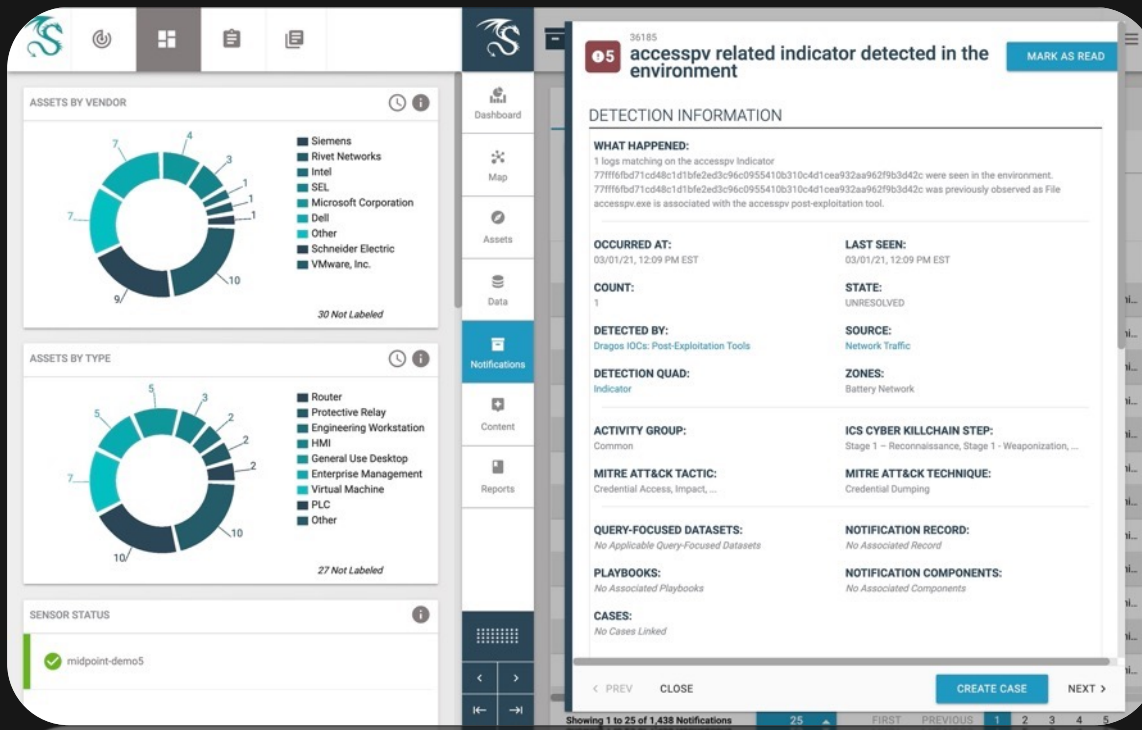 ASSETS BY VENDOR
7
4
3
1
1
1
10
9
7
Siemens
Rivet Networks
Intel
SEL
Microsoft Corporation
Dell
Other
Schneider Electric
VMware, Inc.
30 Not Labeled
ASSETS BY TYPE
5
3
2
2
2
10
10
7
5
Router
Protective Relay
Engineering Workstation
HMI
General Use Desktop
Enterprise Management
Virtual Machine
PLC
Other
27 Not Labeled
SENSOR STATUS
midpoint-demo5
Dashboard
Map
Assets
Data
Notifications
Content
Reports
36185
5
accesspv related indicator detected in the
environment
MARK AS READ
DETECTION INFORMATION
WHAT HAPPENED:
1 logs matching on the accesspv Indicator
77fff6fbd71cd48c1d1bfe2ed3c96c0955410b310c4d1cea932aa962f9b3d42c were seen in the environment.
77fff6fbd71cd48c1d1bfe2ed3c96c0955410b310c4d1cea932aa962f9b3d42c was previously observed as File
accesspv.exe is associated with the accesspv post-exploitation tool.
OCCURRED AT:
03/01/21, 12:09 PM EST
LAST SEEN:
03/01/21, 12:09 PM EST
COUNT:
1
STATE:
UNRESOLVED
DETECTED BY:
Dragos IOCs: Post-Exploitation Tools
SOURCE:
Network Traffic
DETECTION QUAD:
Indicator
ZONES:
Battery Network
ACTIVITY GROUP:
Common
ICS CYBER KILLCHAIN STEP:
Stage 1 – Reconnaissance, Stage 1 - Weaponization, ...
MITRE ATT&CK TACTIC:
Credential Access, Impact, ...
MITRE ATT&CK TECHNIQUE:
Credential Dumping
QUERY-FOCUSED DATASETS:
No Applicable Query-Focused Datasets
NOTIFICATION RECORD:
No Associated Record
PLAYBOOKS:
No Associated Playbooks
NOTIFICATION COMPONENTS:
No Associated Components
CASES:
No Cases Linked
PREV
CLOSE
CREATE CASE
NEXT
Showing 1 to 25 of 1,438 Notifications
25
FIRST
PREVIOUS
1
2
3
4
5